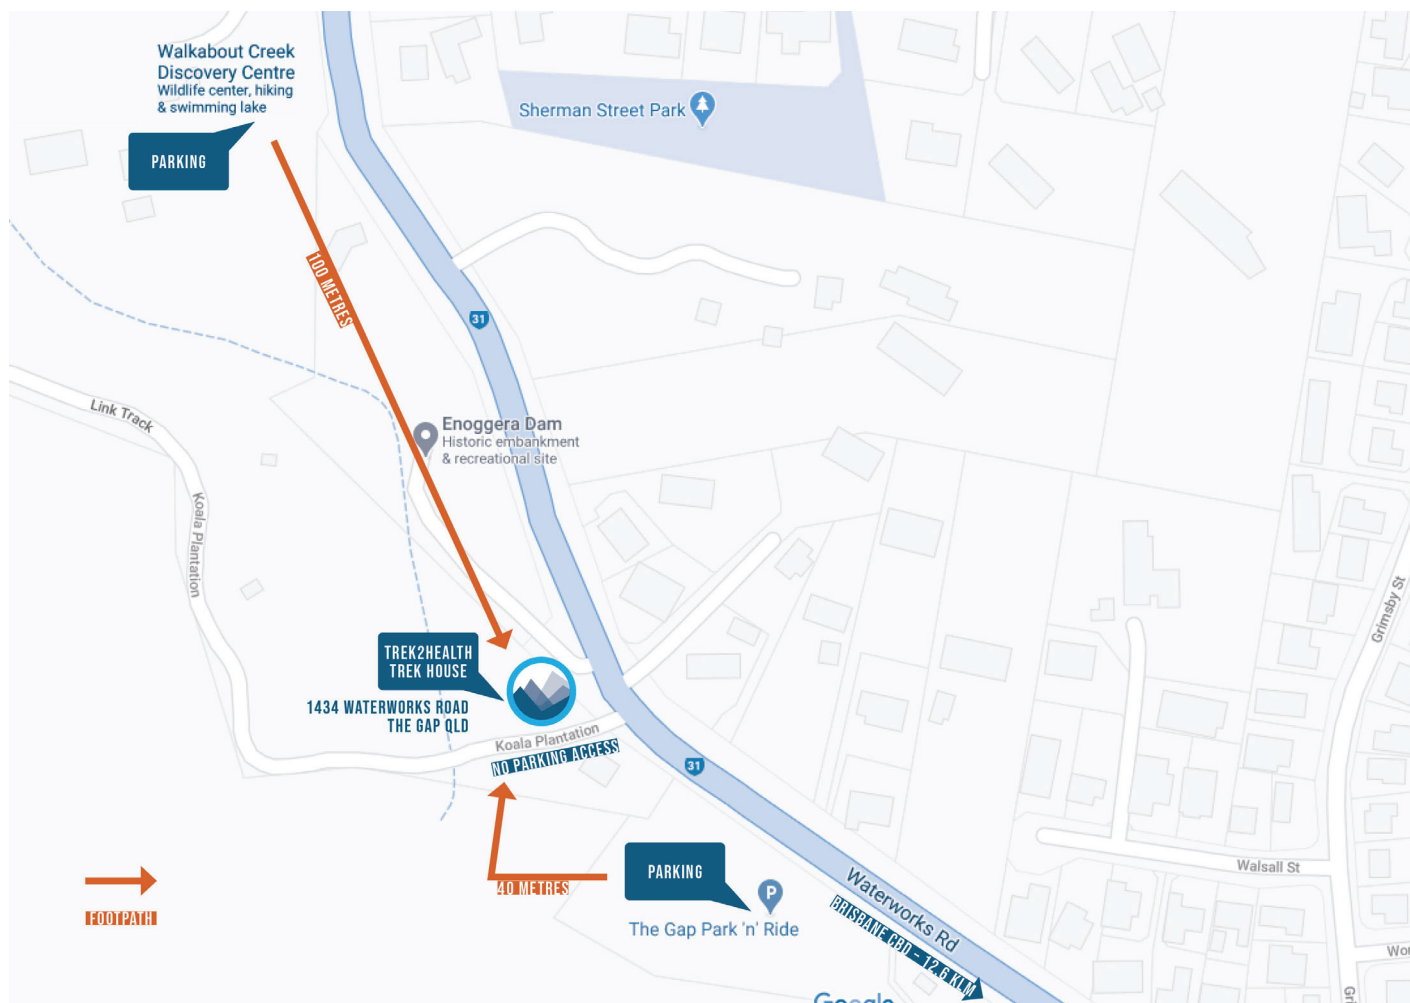 Walkabout Creek
Discovery Centre
Wildlife center, hiking
& swimming lake
PARKING
Sherman Street Park
100 METRES
31
Link Track
Enoggera Dam
Historic embankment
& recreational site
Koala Plantation
Grimsby St
TREK2HEALTH
TREK HOUSE
1434 WATERWORKS ROAD
THE GAP QLD
Koala Plantation
NO PARKING ACCESS
31
40 METRES
PARKING
P
The Gap Park 'n' Ride
Walsall St
Waterworks Rd
BRISBANE CBD - 12.6 KLM
FOOTPATH
Wou
Gri
Google